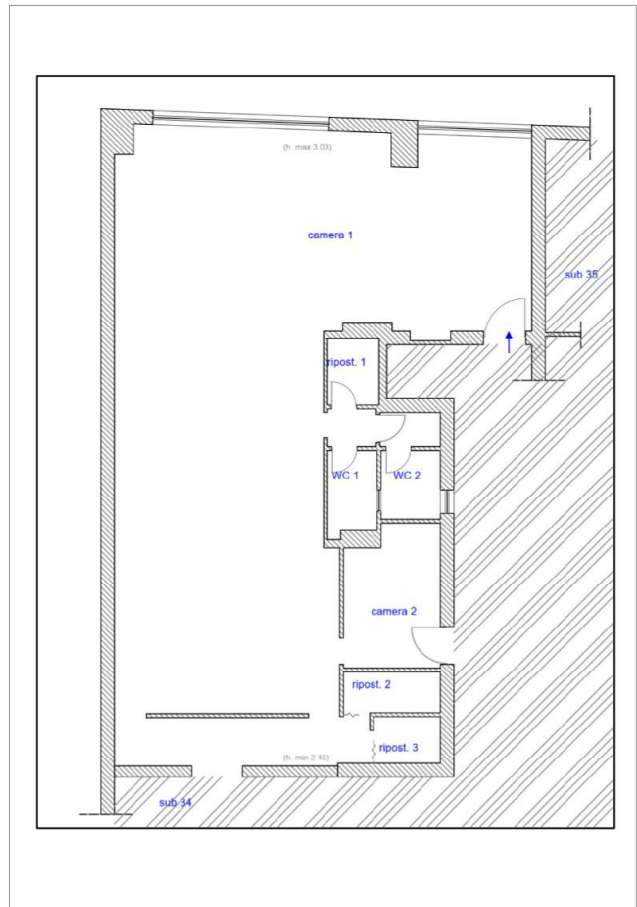 (h. max 3.03)
camera 1
sub 35
ripost. 1
WC 1
WC 2
camera 2
ripost. 2
ripost. 3
(h. min 2.10)
sub 34